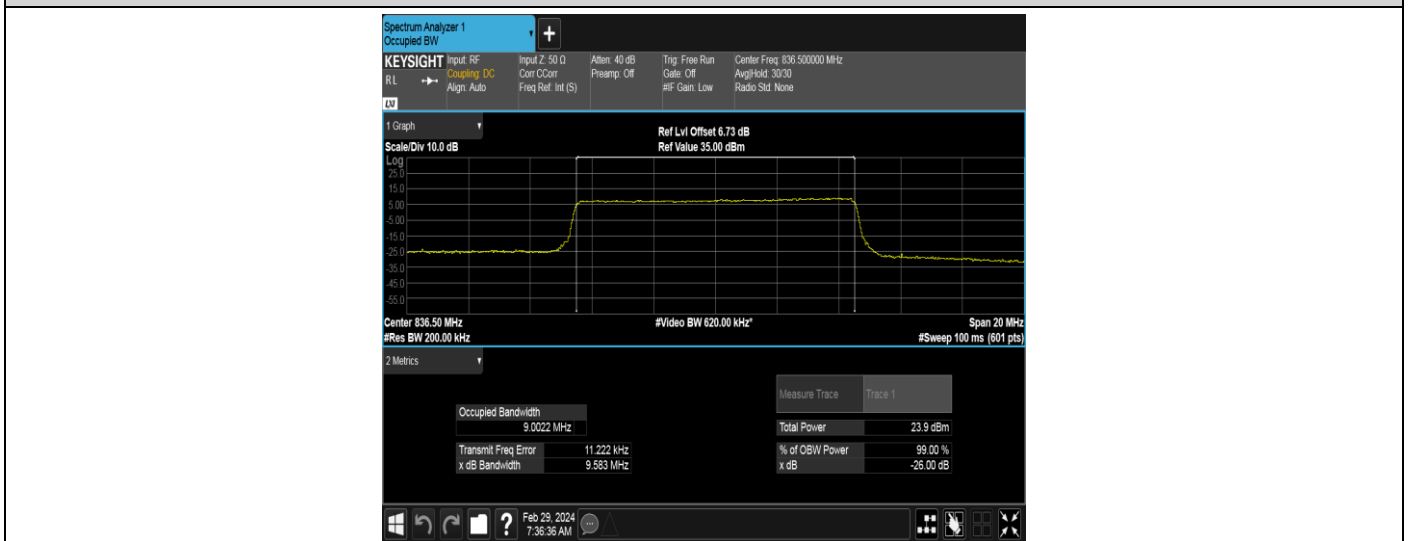 Spectrum Analyzer 1
Occupied BW
+
KEYSIGHT
RL
LXI
Input: RF
Coupling: DC
Align: Auto
Input Z: 50 Ω
Corr CCorr
Freq Ref: Int (S)
Atten: 40 dB
Preamp: Off
Trig: Free Run
Gate: Off
#IF Gain: Low
Center Freq: 836.500000 MHz
Avg|Hold: 30/30
Radio Std: None
1 Graph
Scale/Div 10.0 dB
Ref Lvl Offset 6.73 dB
Ref Value 35.00 dBm
Log
25.0
15.0
5.00
-5.00
-15.0
-25.0
-35.0
-45.0
-55.0
Center 836.50 MHz
#Video BW 620.00 kHz*
Span 20 MHz
#Res BW 200.00 kHz
#Sweep 100 ms (601 pts)
2 Metrics
Measure Trace Trace 1
Occupied Bandwidth
9.0022 MHz
Total Power 23.9 dBm
Transmit Freq Error 11.222 kHz
% of OBW Power 99.00 %
x dB Bandwidth 9.583 MHz
x dB -26.00 dB
?
Feb 29, 2024
7:36:36 AM